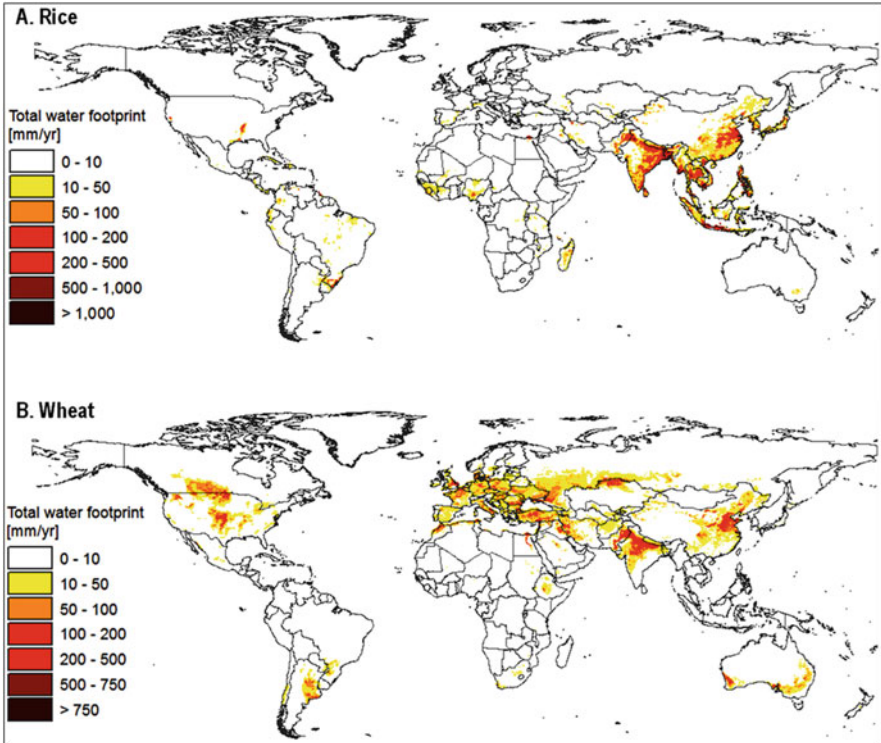 A. Rice
Total water footprint
[mm/yr]
0 - 10
10 - 50
50 - 100
100 - 200
200 - 500
500 - 1,000
> 1,000
B. Wheat
Total water footprint
[mm/yr]
0 - 10
10 - 50
50 - 100
100 - 200
200 - 500
500 - 750
> 750